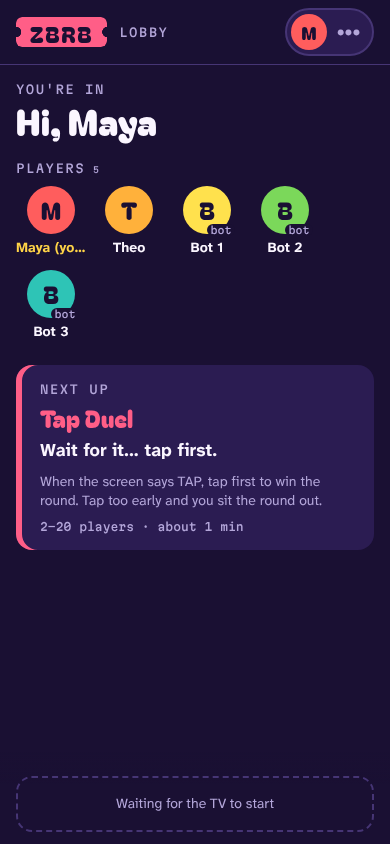 Z8R8 LOBBY M •••
YOU'RE IN
Hi, Maya
PLAYERS 5
M T B B
bot bot
Maya (yo… Theo Bot 1 Bot 2
B
bot
Bot 3
NEXT UP
Tap Duel
Wait for it… tap first.
When the screen says TAP, tap first to win the
round. Tap too early and you sit the round out.
2–20 players · about 1 min
Waiting for the TV to start